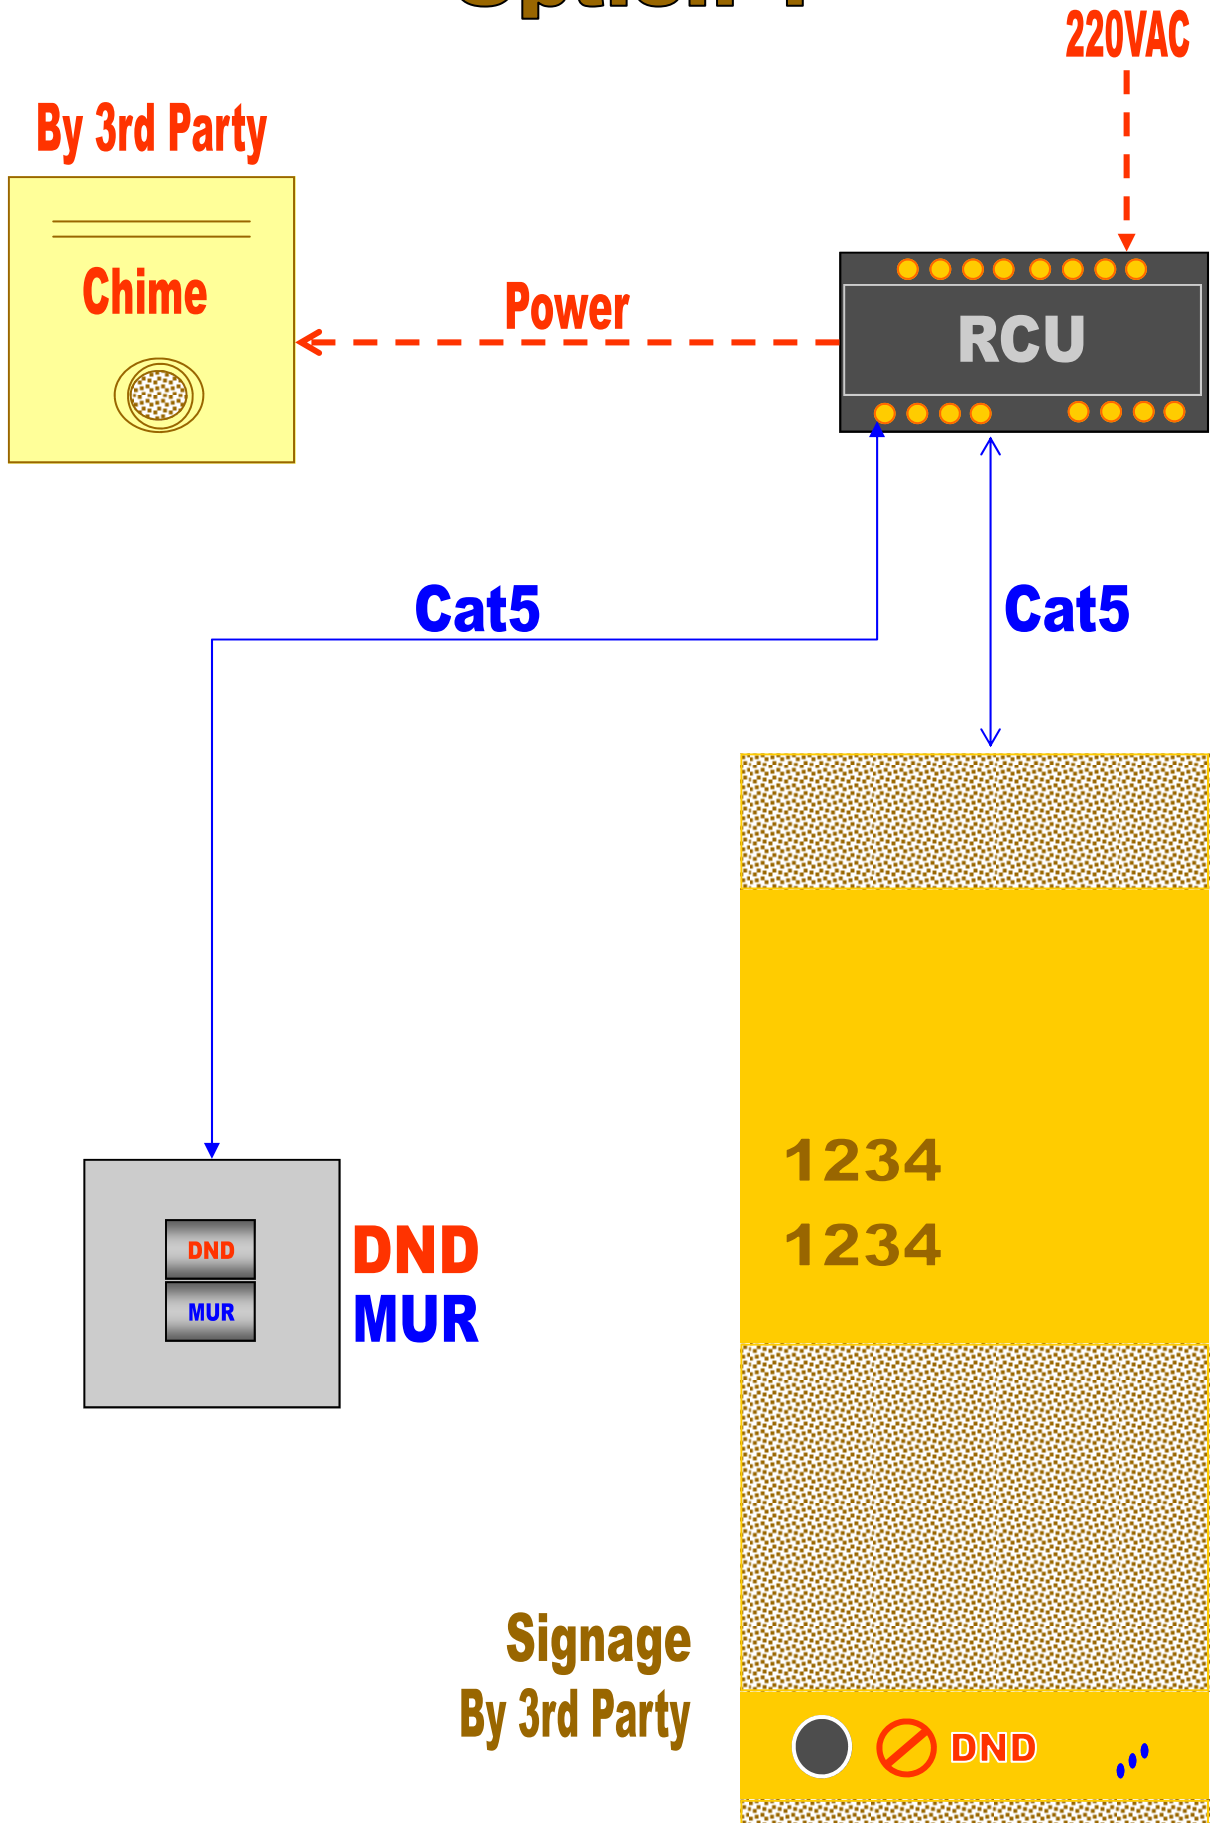 220VAC
By 3rd Party
Chime
Power
RCU
Cat5
Cat5
1234
1234
DND
MUR
DND
MUR
Signage
By 3rd Party
DND